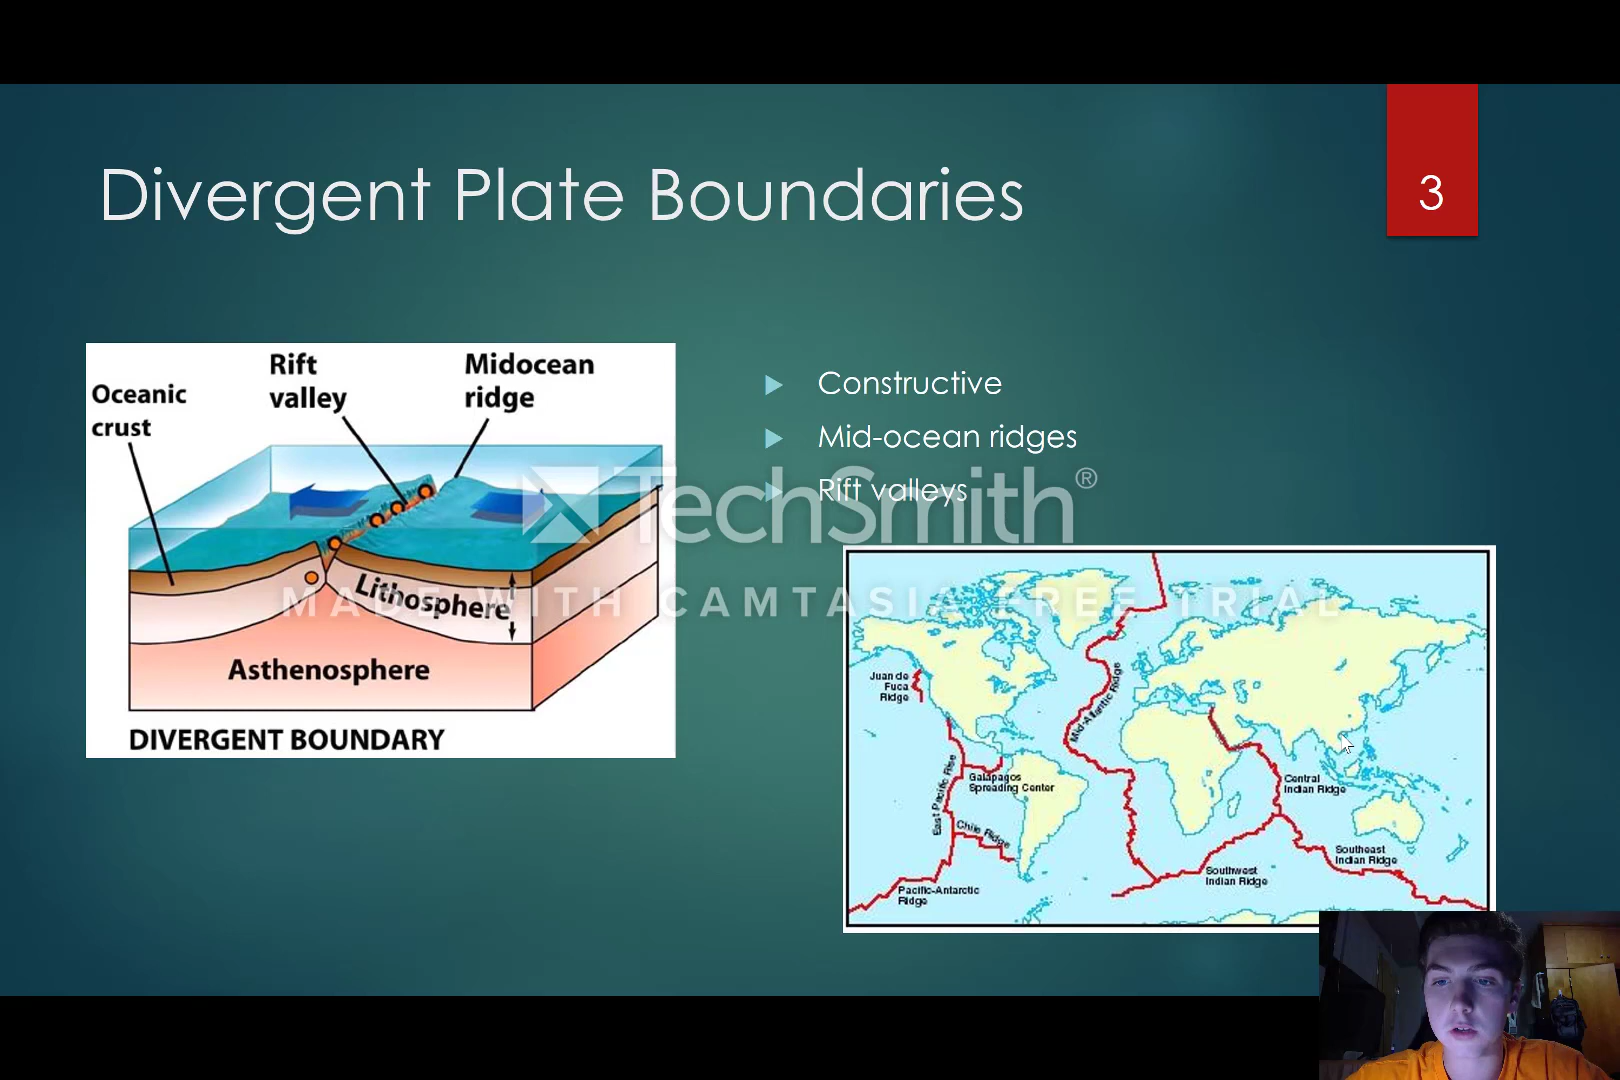 Divergent Plate Boundaries
3
Rift
valley
Midocean
ridge
Oceanic
crust
Lithosphere
Asthenosphere
DIVERGENT BOUNDARY
Constructive
Mid-ocean ridges
Rift valleys
TechSmith®
MADE WITH CAMTASIA FREE TRIAL
Juan de
Fuca
Ridge
Mid-Atlantic Ridge
East Pacific Rise
Galapagos
Spreading Center
Chile Ridge
Pacific-Antarctic
Ridge
Central
Indian Ridge
Southeast
Indian Ridge
Southwest
Indian Ridge